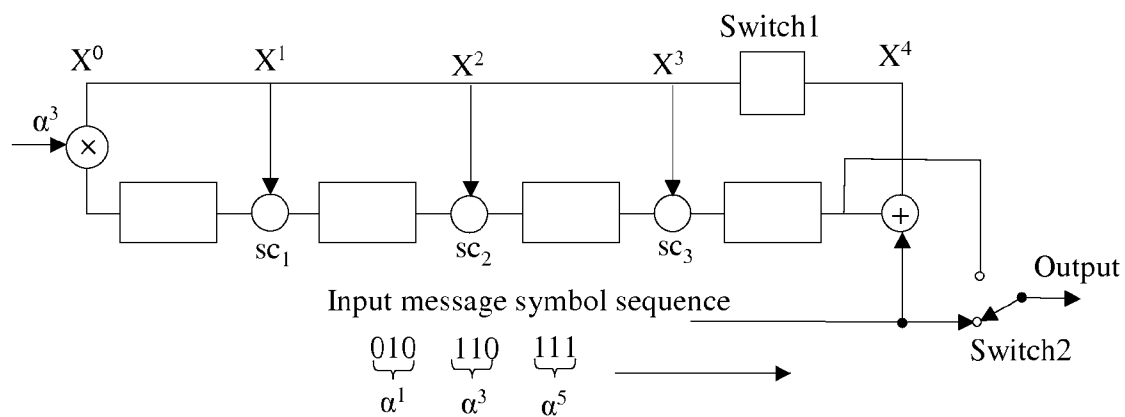 Switch1
X⁰ X¹ X² X³ X⁴
α³
×
+
sc₁ sc₂ sc₃
Output
Input message symbol sequence
Switch2
010 110 111
α¹ α³ α⁵